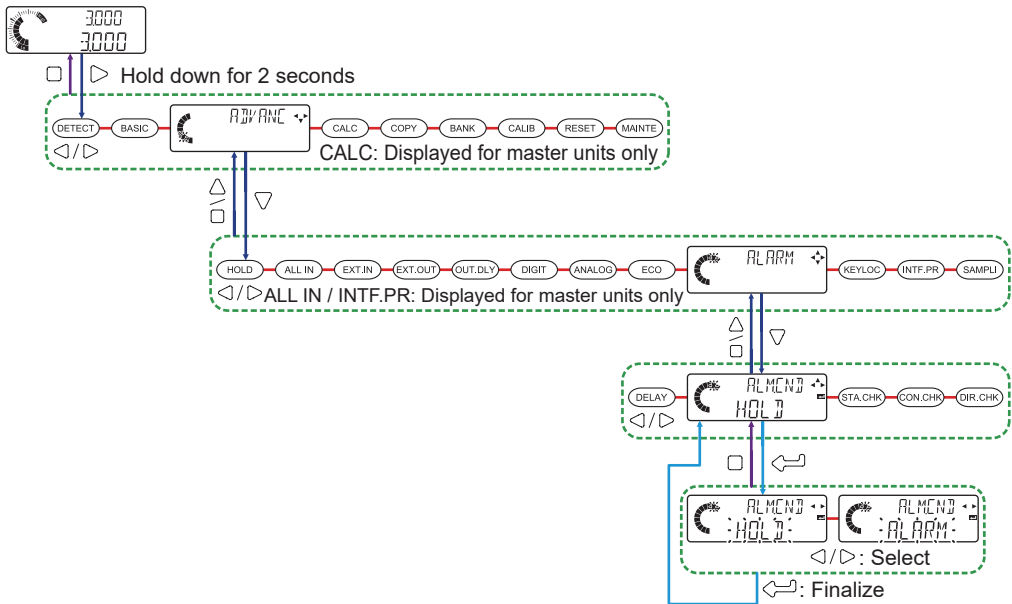 3.000
3.000
Hold down for 2 seconds
DETECT BASIC ADVANC CALC COPY BANK CALIB RESET MAINTE
/ CALC: Displayed for master units only
HOLD ALL IN EXT.IN EXT.OUT OUT.DLY DIGIT ANALOG ECO ALARM KEYLOC INTF.PR SAMPLI
/ ALL IN / INTF.PR: Displayed for master units only
DELAY ALMEND HOLD STA.CHK CON.CHK DIR.CHK
/
ALMEND ALMEND
HOLD ALARM
/ : Select
: Finalize